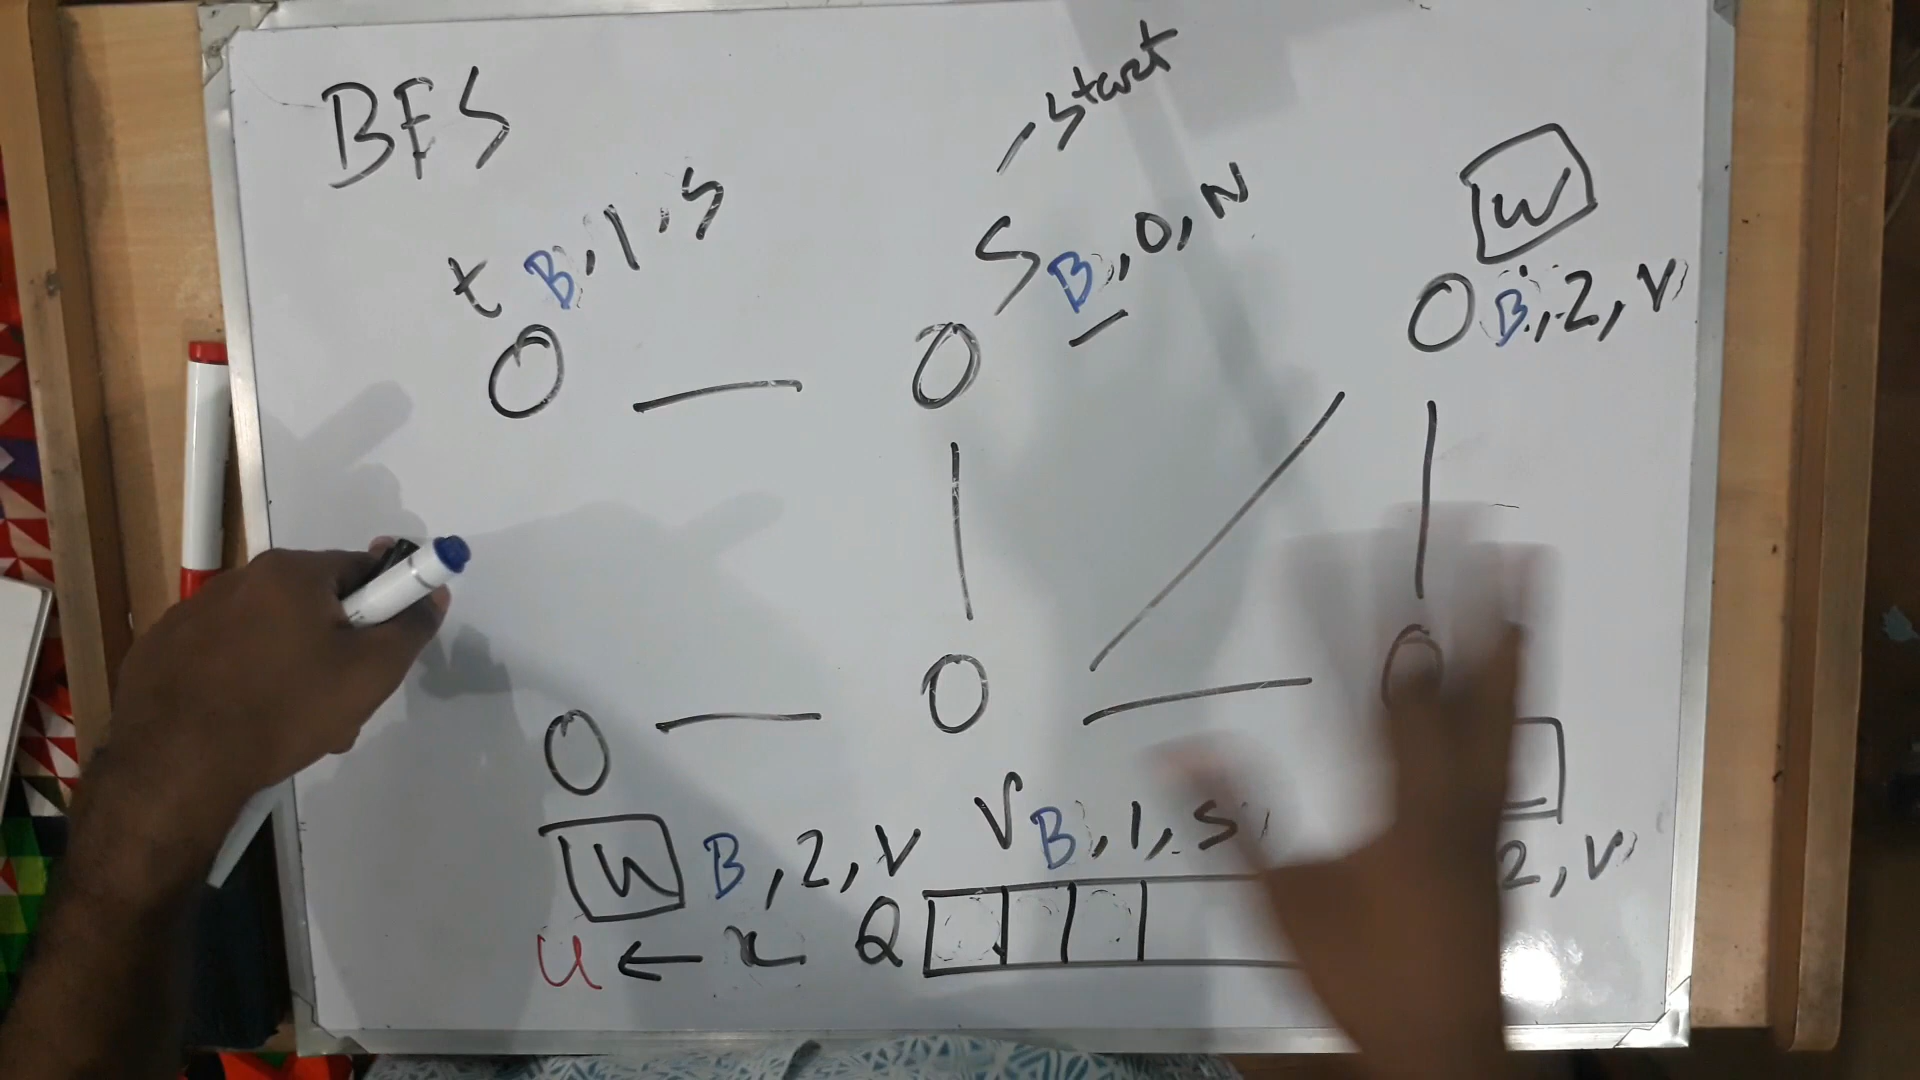 BFS
start
t B, 1, S
S B, 0, N
W
B, 2, V
V B, 1, S
u B, 2, V
2, V
u ← x
Q